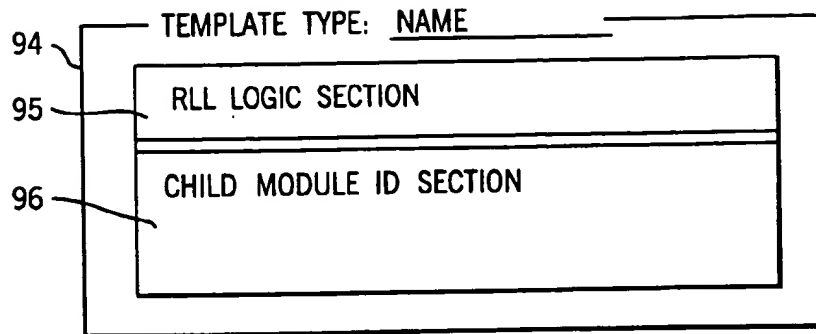 TEMPLATE TYPE: NAME
94
95
RLL LOGIC SECTION
96
CHILD MODULE ID SECTION